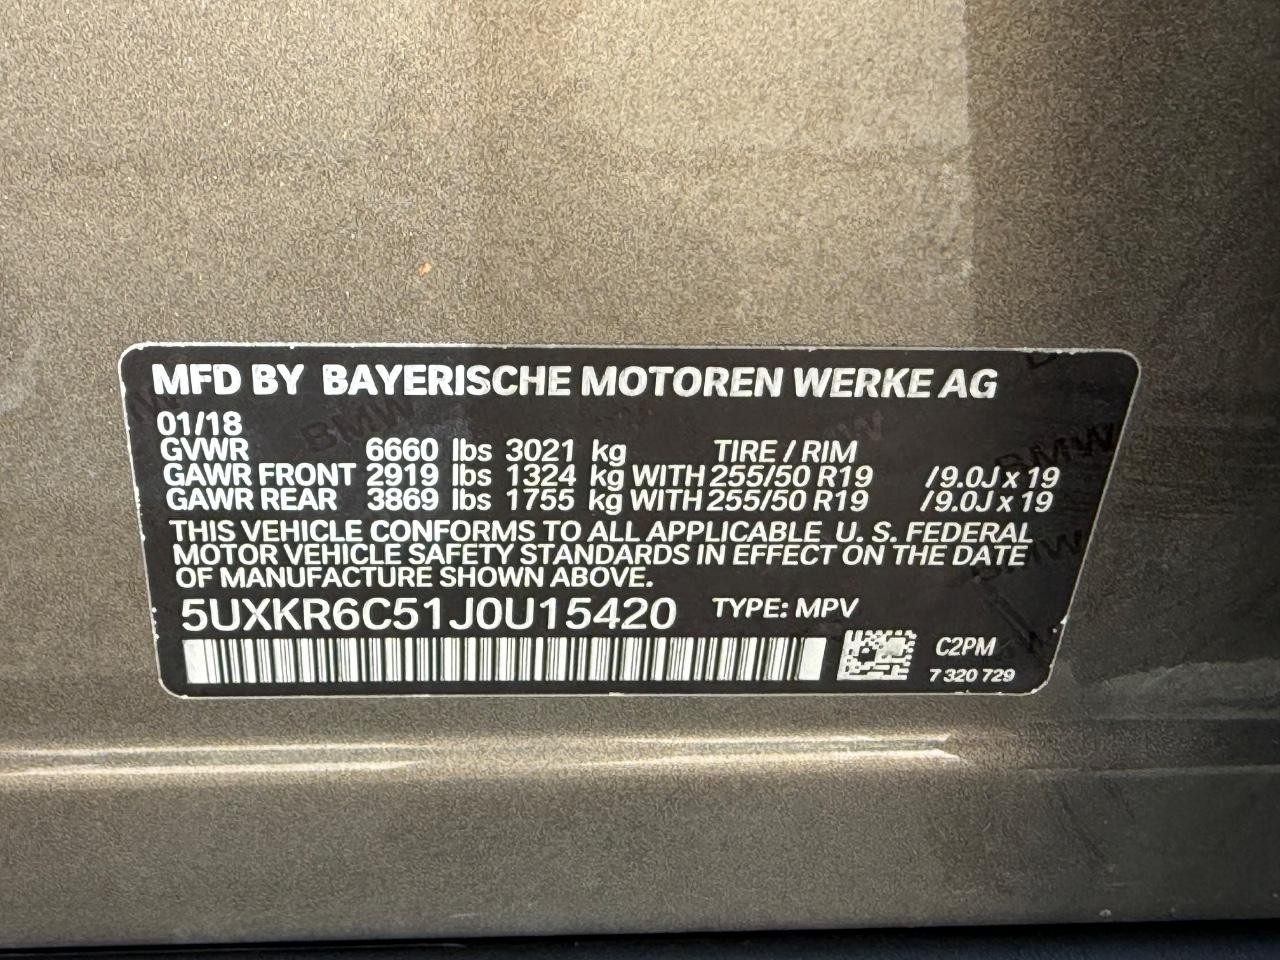 MFD BY BAYERISCHE MOTOREN WERKE AG
01/18
GVWR 6660 lbs 3021 kg TIRE / RIM
GAWR FRONT 2919 lbs 1324 kg WITH 255/50 R19 /9.0J x 19
GAWR REAR 3869 lbs 1755 kg WITH 255/50 R19 /9.0J x 19
THIS VEHICLE CONFORMS TO ALL APPLICABLE U. S. FEDERAL
MOTOR VEHICLE SAFETY STANDARDS IN EFFECT ON THE DATE
OF MANUFACTURE SHOWN ABOVE.
5UXKR6C51J0U15420 TYPE: MPV
C2PM
7 320 729